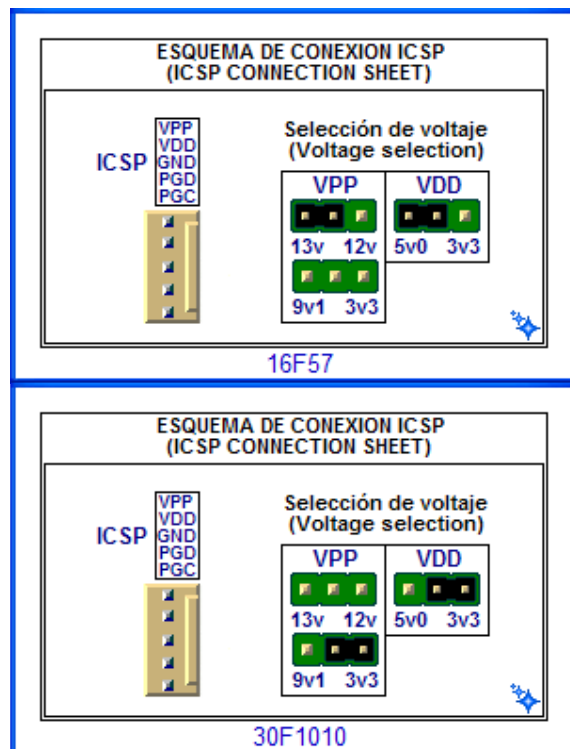 ESQUEMA DE CONEXION ICSP
(ICSP CONNECTION SHEET)
ICSP
VPP
VDD
GND
PGD
PGC
Selección de voltaje
(Voltage selection)
VPP VDD
13v 12v 5v0 3v3
9v1 3v3
16F57
ESQUEMA DE CONEXION ICSP
(ICSP CONNECTION SHEET)
ICSP
VPP
VDD
GND
PGD
PGC
Selección de voltaje
(Voltage selection)
VPP VDD
13v 12v 5v0 3v3
9v1 3v3
30F1010